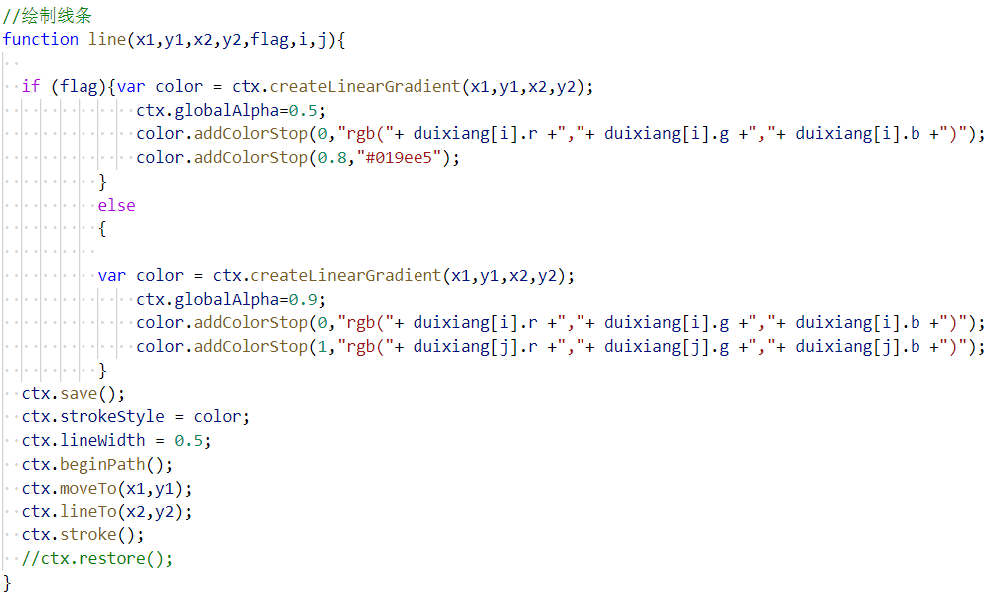 //绘制线条
function line(x1,y1,x2,y2,flag,i,j){
if (flag){var color = ctx.createLinearGradient(x1,y1,x2,y2);
ctx.globalAlpha=0.5;
color.addColorStop(0,"rgb("+ duixiang[i].r +","+ duixiang[i].g +","+ duixiang[i].b +")");
color.addColorStop(0.8,"#019ee5");
}
else
{
var color = ctx.createLinearGradient(x1,y1,x2,y2);
ctx.globalAlpha=0.9;
color.addColorStop(0,"rgb("+ duixiang[i].r +","+ duixiang[i].g +","+ duixiang[i].b +")");
color.addColorStop(1,"rgb("+ duixiang[j].r +","+ duixiang[j].g +","+ duixiang[j].b +")");
}
ctx.save();
ctx.strokeStyle = color;
ctx.lineWidth = 0.5;
ctx.beginPath();
ctx.moveTo(x1,y1);
ctx.lineTo(x2,y2);
ctx.stroke();
//ctx.restore();
}